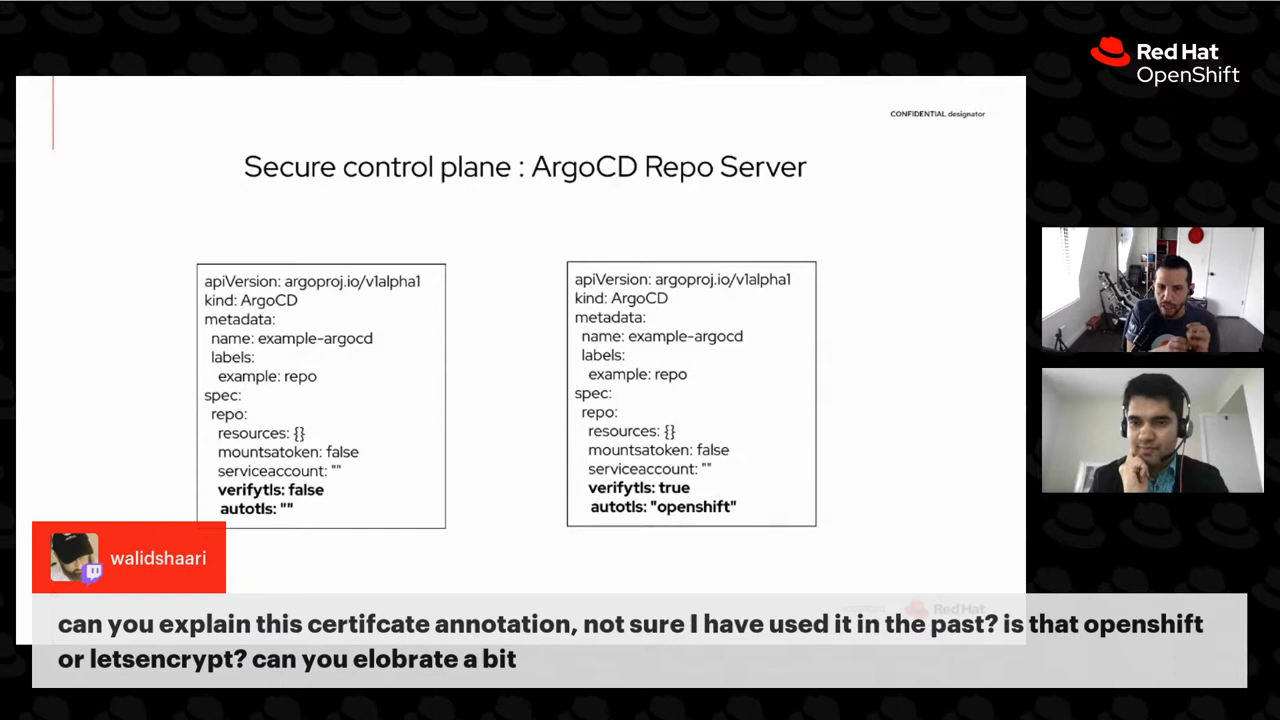 Red Hat
OpenShift
CONFIDENTIAL designator
Secure control plane : ArgoCD Repo Server
apiVersion: argoproj.io/v1alpha1
kind: ArgoCD
metadata:
name: example-argocd
labels:
example: repo
spec:
repo:
resources: {}
mountsatoken: false
serviceaccount: ""
verifytls: false
autotls: ""
apiVersion: argoproj.io/v1alpha1
kind: ArgoCD
metadata:
name: example-argocd
labels:
example: repo
spec:
repo:
resources: {}
mountsatoken: false
serviceaccount: ""
verifytls: true
autotls: "openshift"
walidshaari
Red Hat
can you explain this certifcate annotation, not sure I have used it in the past? is that openshift
or letsencrypt? can you elobrate a bit